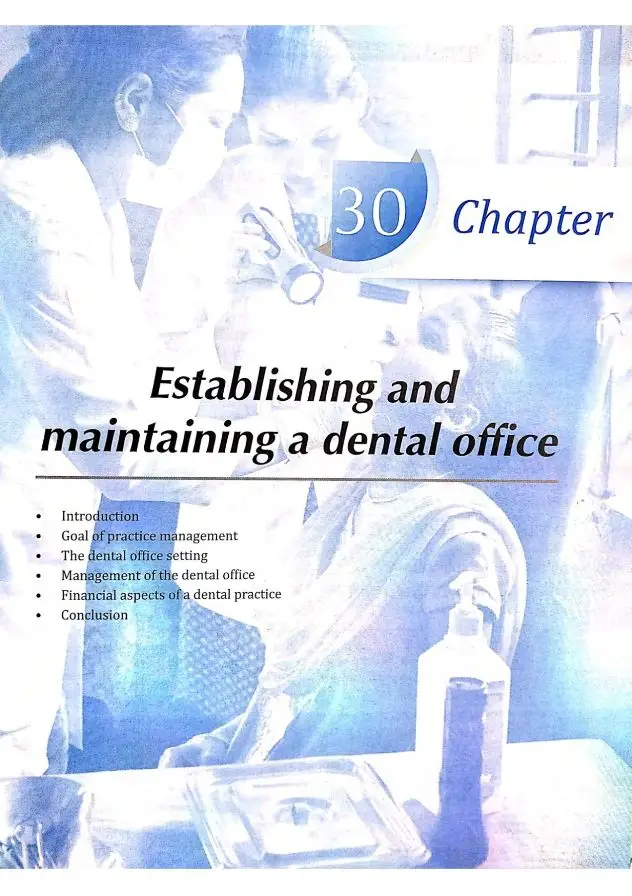 30 Chapter
Establishing and
maintaining a dental office
• Introduction
• Goal of practice management
• The dental office setting
• Management of the dental office
• Financial aspects of a dental practice
• Conclusion